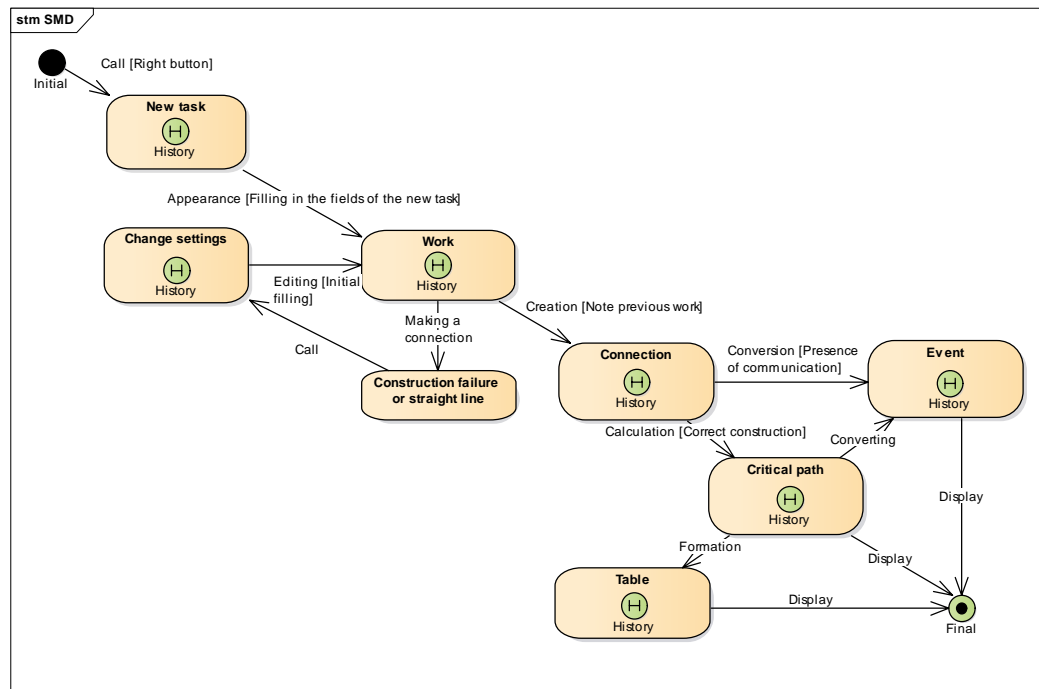 stm SMD
Initial
Call [Right button]
New task
H
History
Appearance [Filling in the fields of the new task]
Change settings
H
History
Editing [Initial
filling]
Work
H
History
Making a
connection
Creation [Note previous work]
Call
Construction failure
or straight line
Connection
H
History
Conversion [Presence
of communication]
Event
H
History
Calculation [Correct construction]
Converting
Critical path
H
History
Display
Formation
Display
Table
H
History
Display
Final